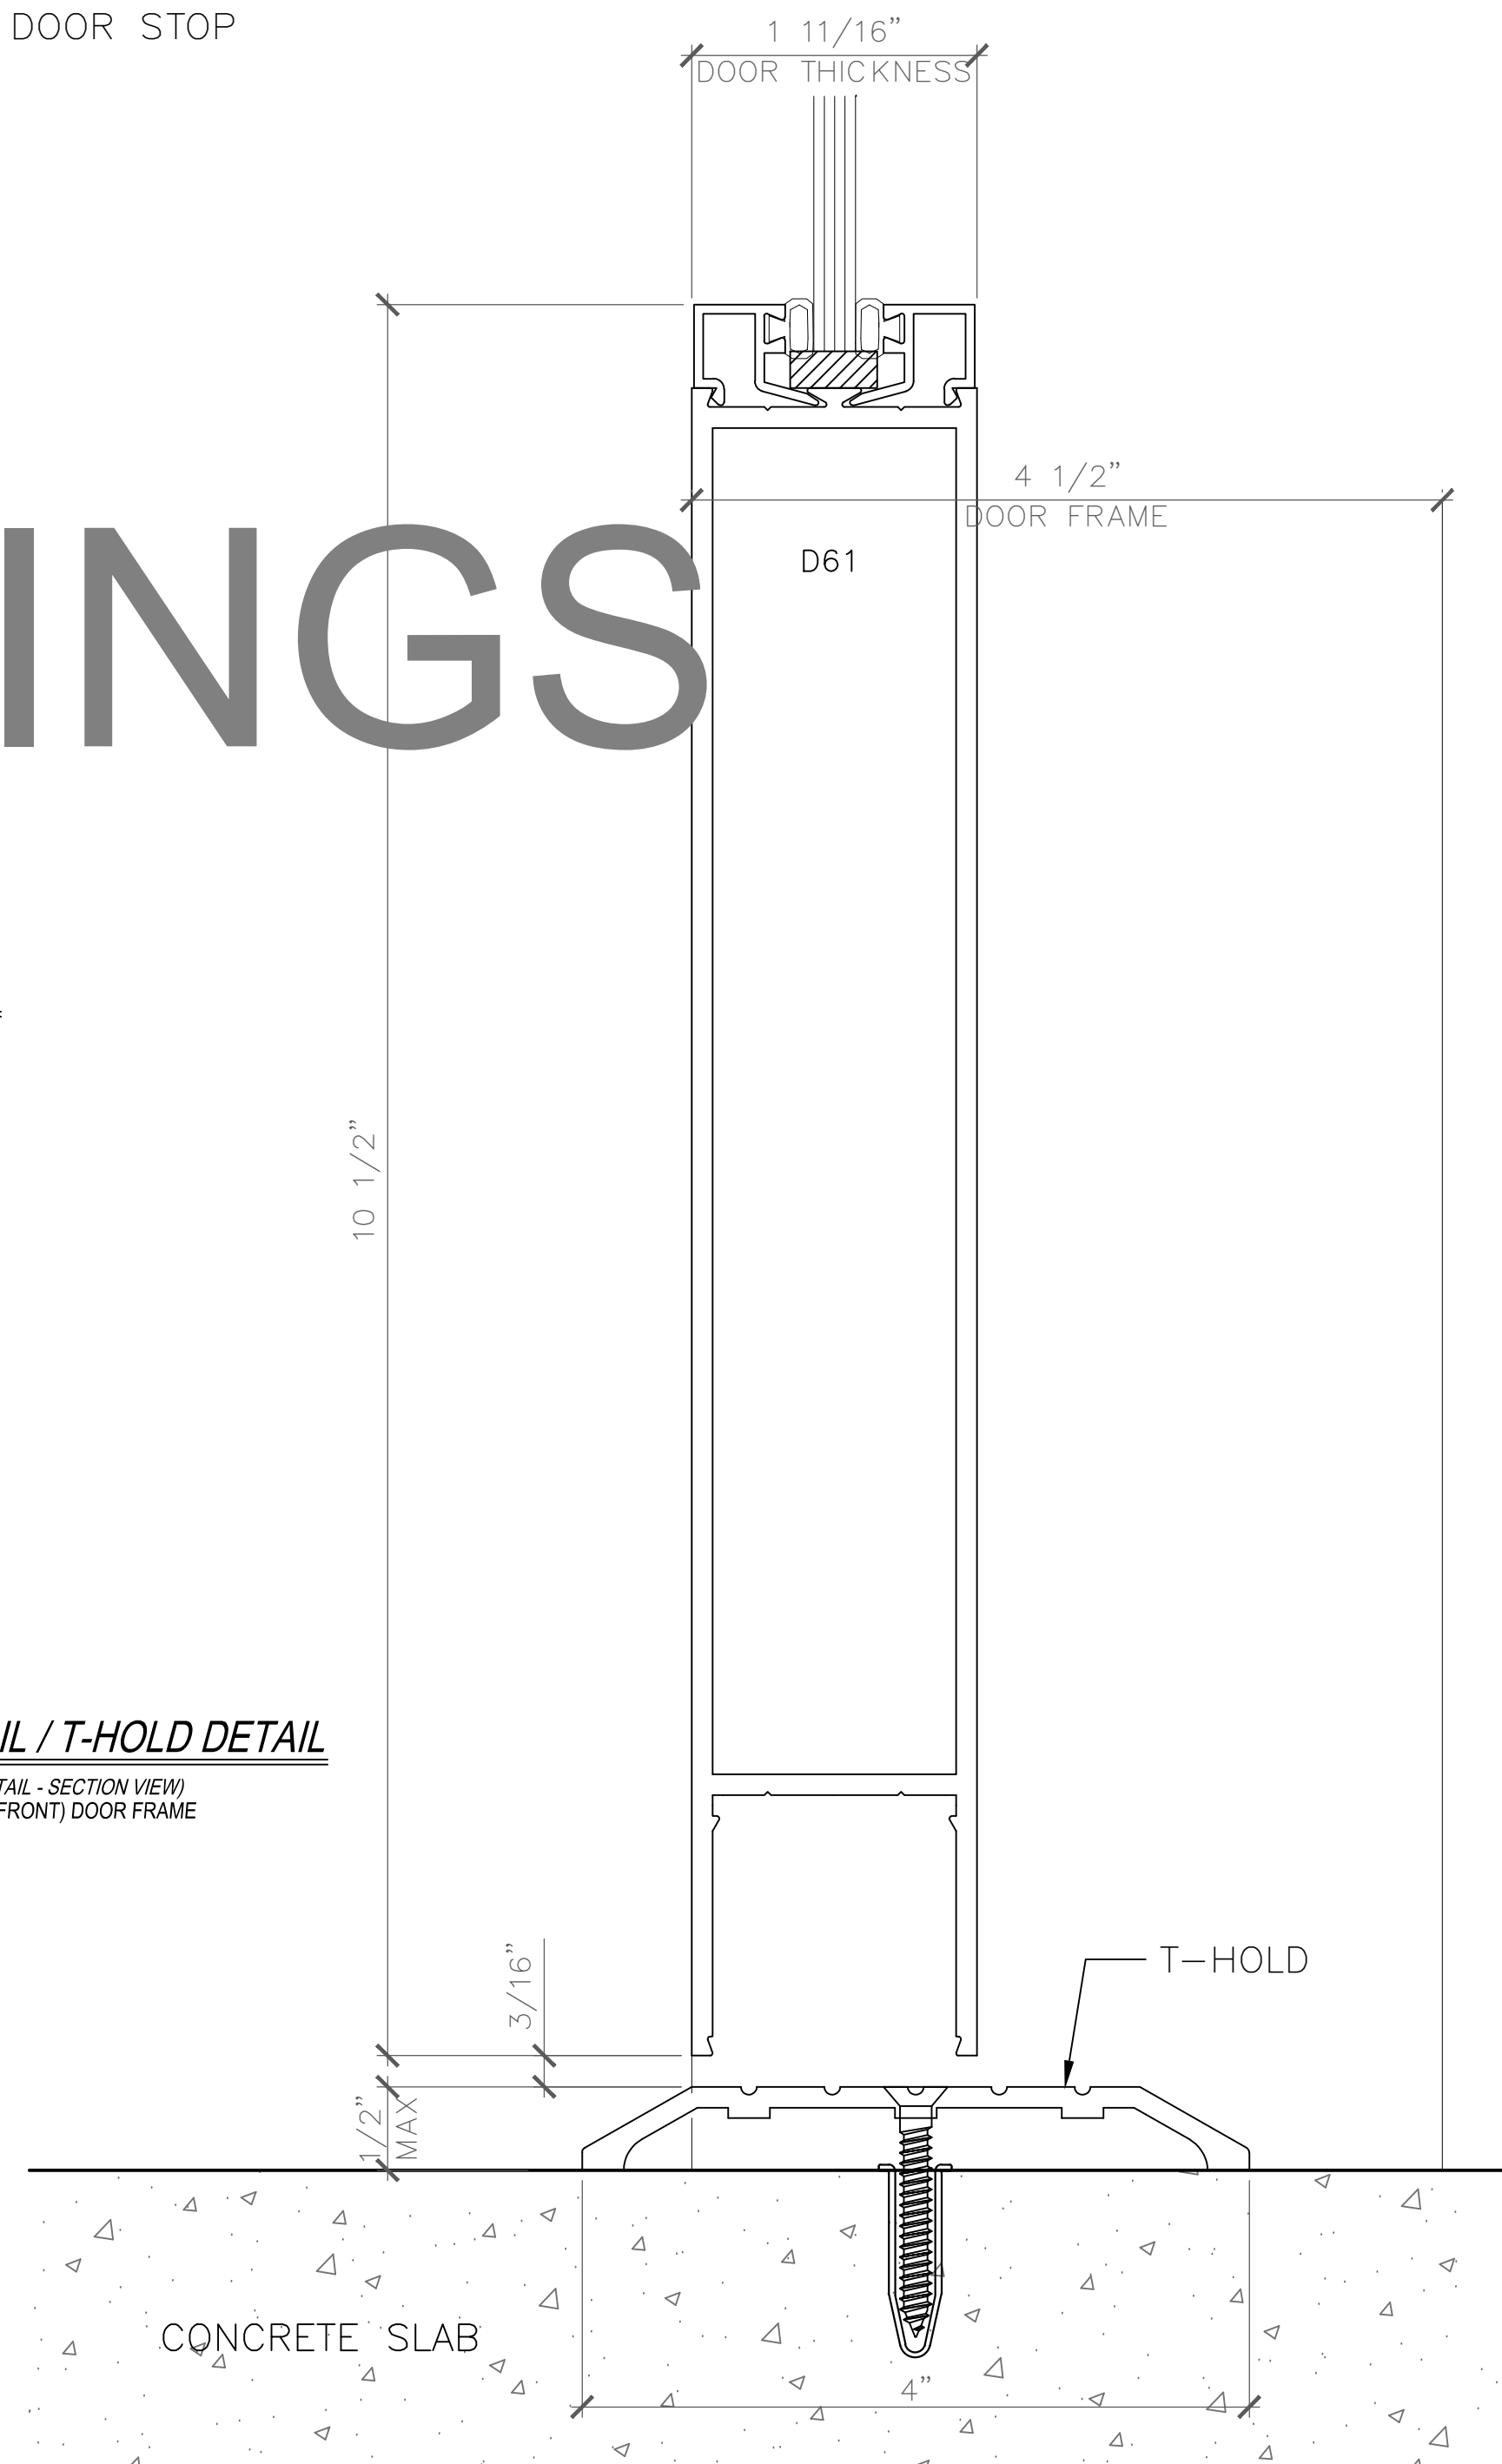 DOOR STOP
1 11/16”
DOOR THICKNESS
4 1/2”
DOOR FRAME
D61
INGS
10 1/2”
IL / T-HOLD DETAIL
TAIL - SECTION VIEW)
FRONT) DOOR FRAME
3/16”
T-HOLD
1/2”
MAX
CONCRETE SLAB
4”